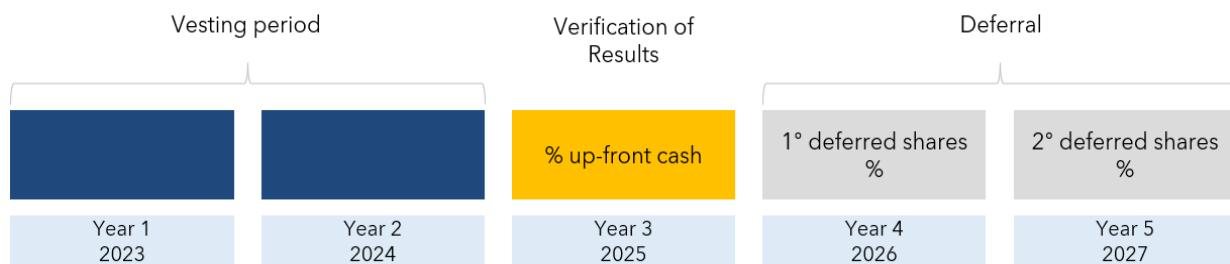 Vesting period
Verification of
Results
Deferral
% up-front cash
1° deferred shares
%
2° deferred shares
%
Year 1
2023
Year 2
2024
Year 3
2025
Year 4
2026
Year 5
2027